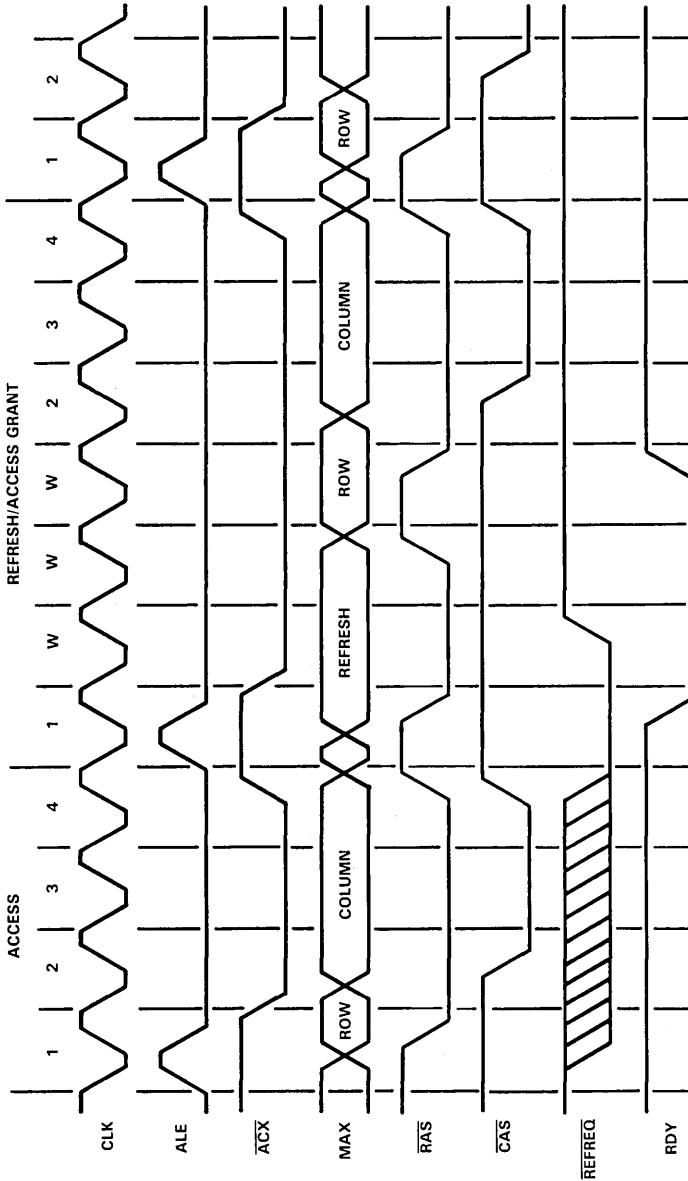 ACCESS REFRESH/ACCESS GRANT
1 2 3 4 1 W W W 2 3 4 1 2
CLK
ALE
ACX
MAX ROW COLUMN REFRESH ROW COLUMN ROW
RAS
CAS
REFREQ
RDY